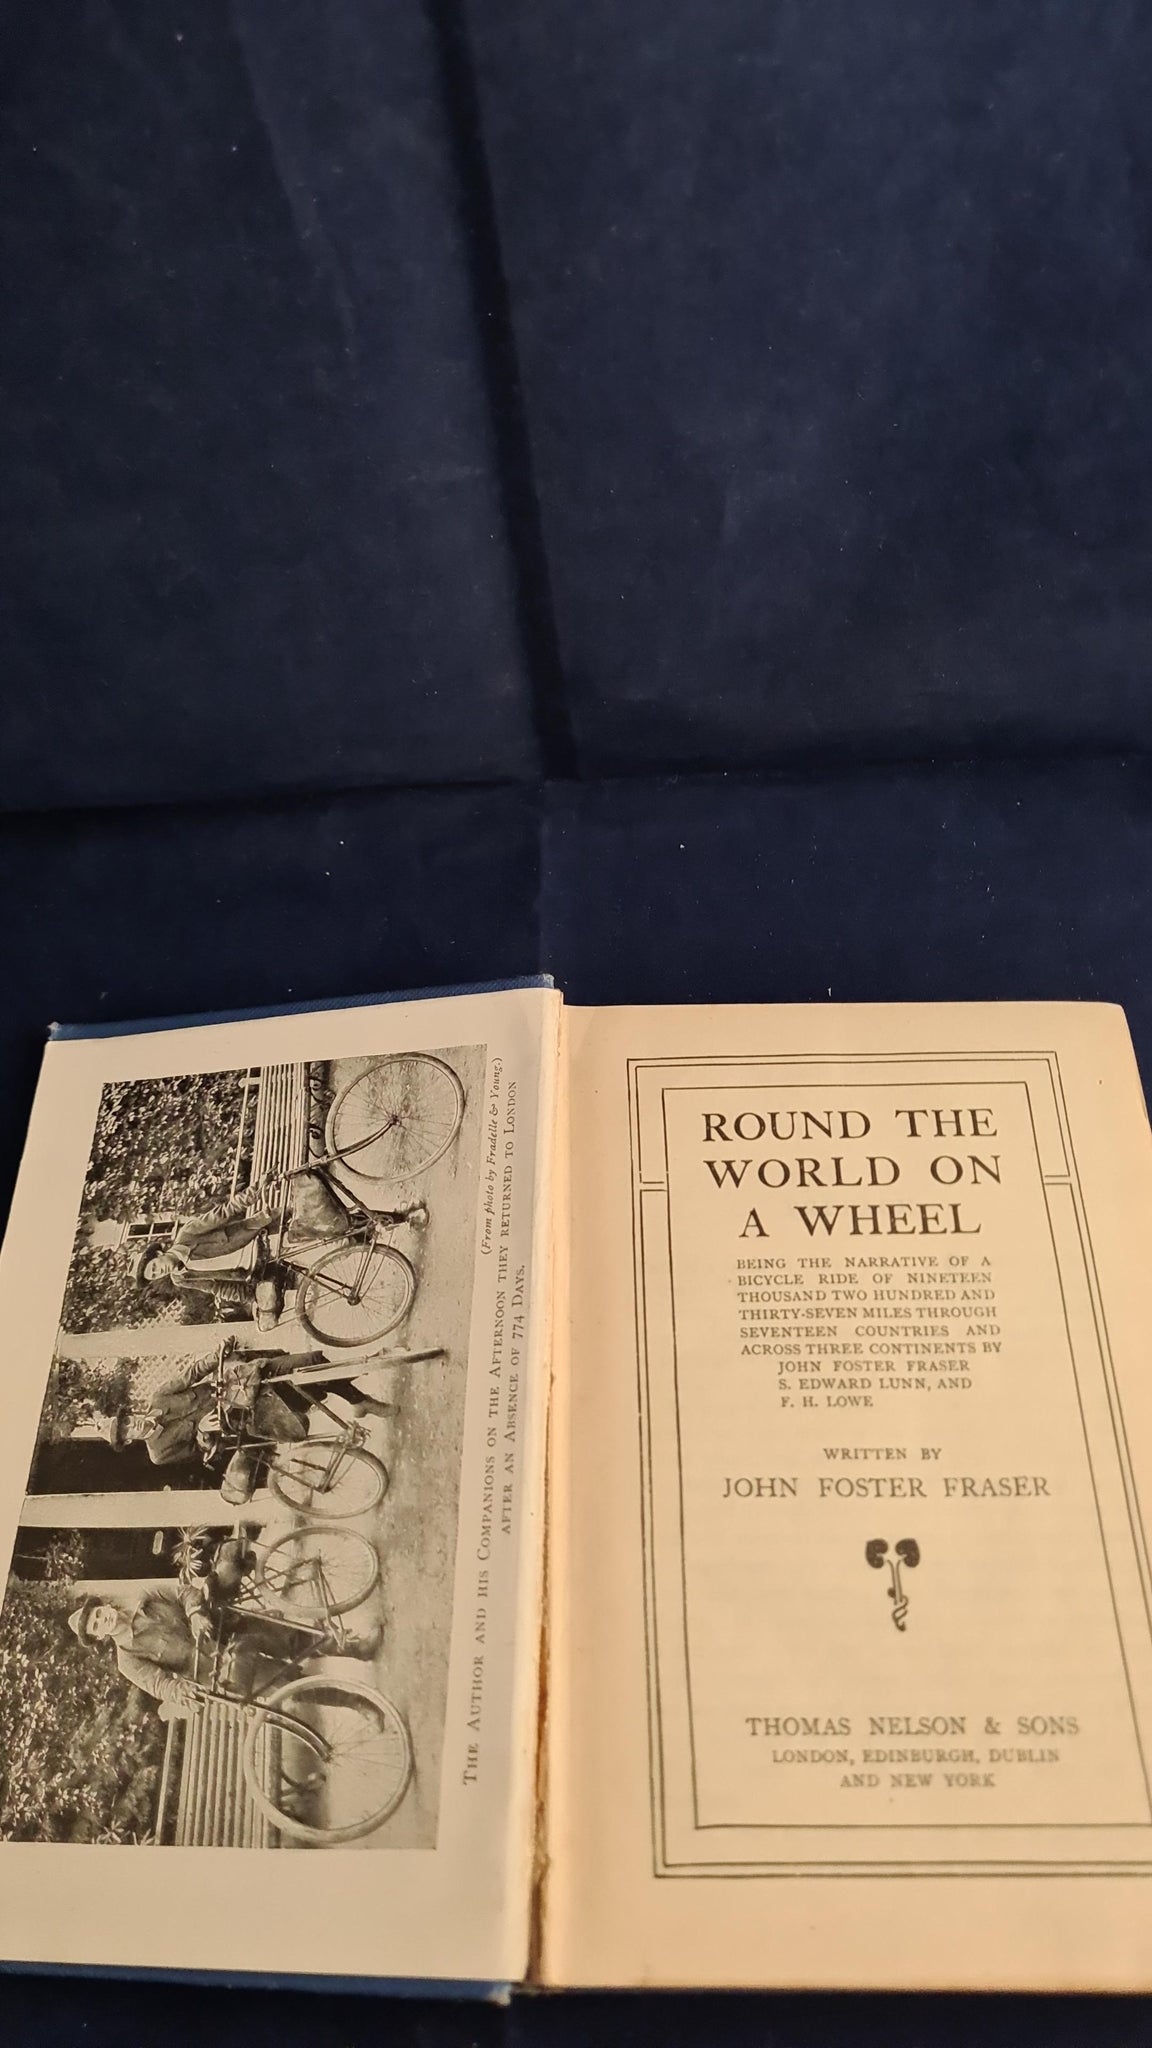 (From photo by Fradelle & Young.)
THE AUTHOR AND HIS COMPANIONS ON THE AFTERNOON THEY RETURNED TO LONDON
AFTER AN ABSENCE OF 774 DAYS.
ROUND THE
WORLD ON
A WHEEL
BEING THE NARRATIVE OF A
BICYCLE RIDE OF NINETEEN
THOUSAND TWO HUNDRED AND
THIRTY-SEVEN MILES THROUGH
SEVENTEEN COUNTRIES AND
ACROSS THREE CONTINENTS BY
JOHN FOSTER FRASER
S. EDWARD LUNN, AND
F. H. LOWE
WRITTEN BY
JOHN FOSTER FRASER
THOMAS NELSON & SONS
LONDON, EDINBURGH, DUBLIN
AND NEW YORK